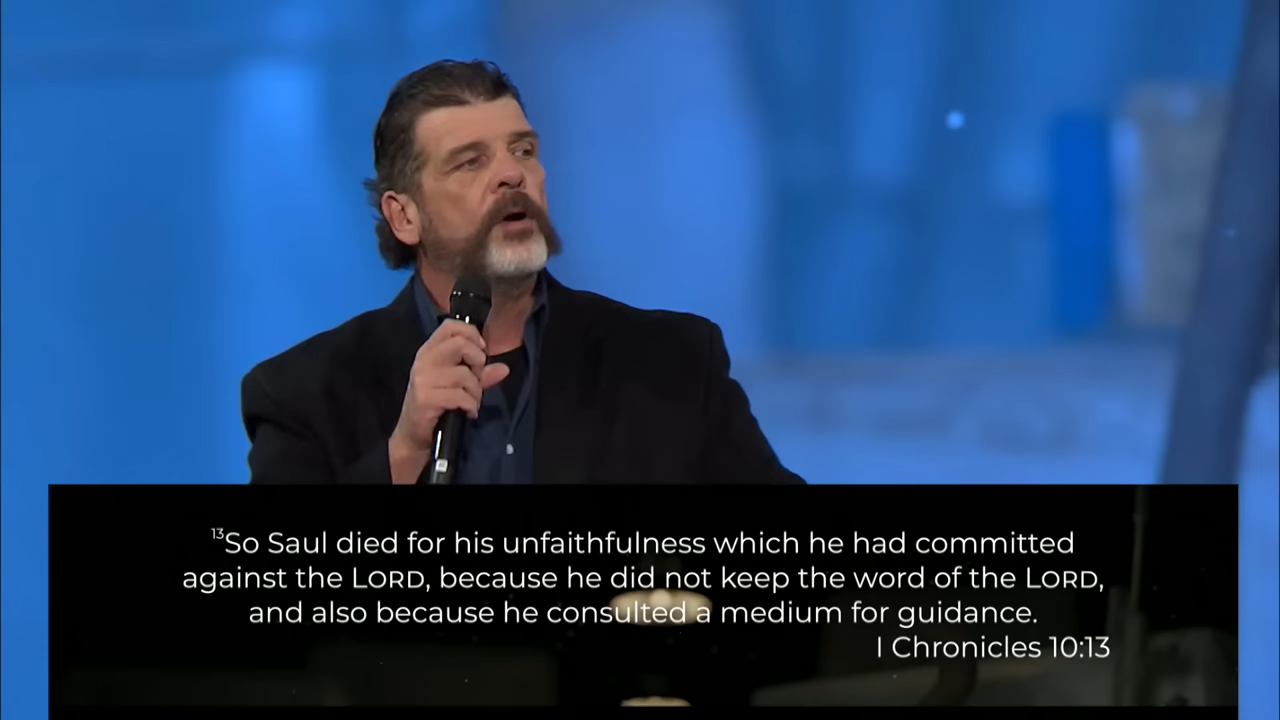 ¹³So Saul died for his unfaithfulness which he had committed
against the LORD, because he did not keep the word of the LORD,
and also because he consulted a medium for guidance.
I Chronicles 10:13